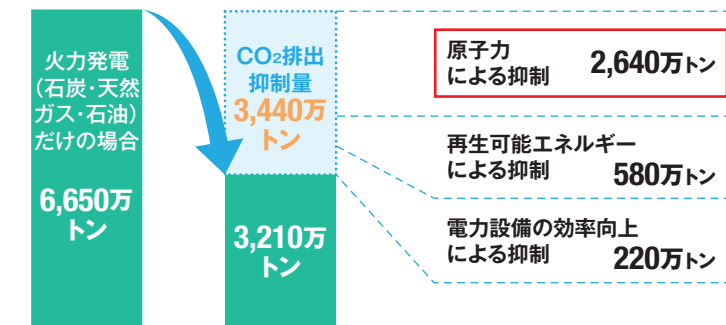 火力発電
(石炭・天然
ガス・石油)
だけの場合
6,650万
トン
CO2排出
抑制量
3,440万
トン
3,210万
トン
原子力
による抑制 2,640万トン
再生可能エネルギー
による抑制 580万トン
電力設備の効率向上
による抑制 220万トン